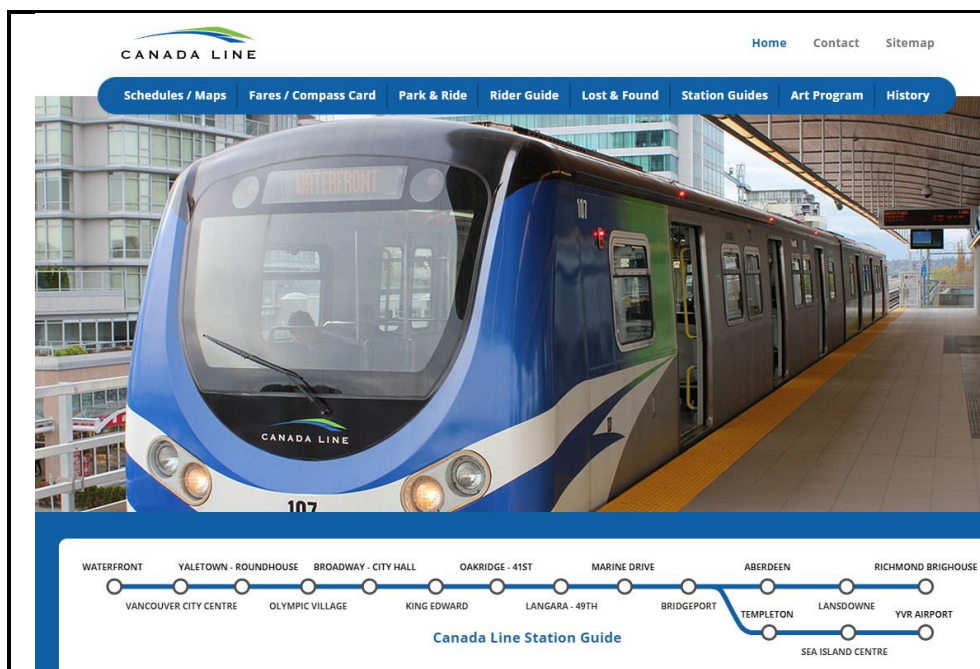 CANADA LINE
Home Contact Sitemap
Schedules / Maps Fares / Compass Card Park & Ride Rider Guide Lost & Found Station Guides Art Program History
WATERFRONT
107
CANADA LINE
107
WATERFRONT YALETOWN - ROUNDHOUSE BROADWAY - CITY HALL OAKRIDGE - 41ST MARINE DRIVE ABERDEEN RICHMOND BRIGHOUSE
VANCOUVER CITY CENTRE OLYMPIC VILLAGE KING EDWARD LANGARA - 49TH BRIDGEPORT LANSDOWNE
TEMPLETON YVR AIRPORT
Canada Line Station Guide
SEA ISLAND CENTRE